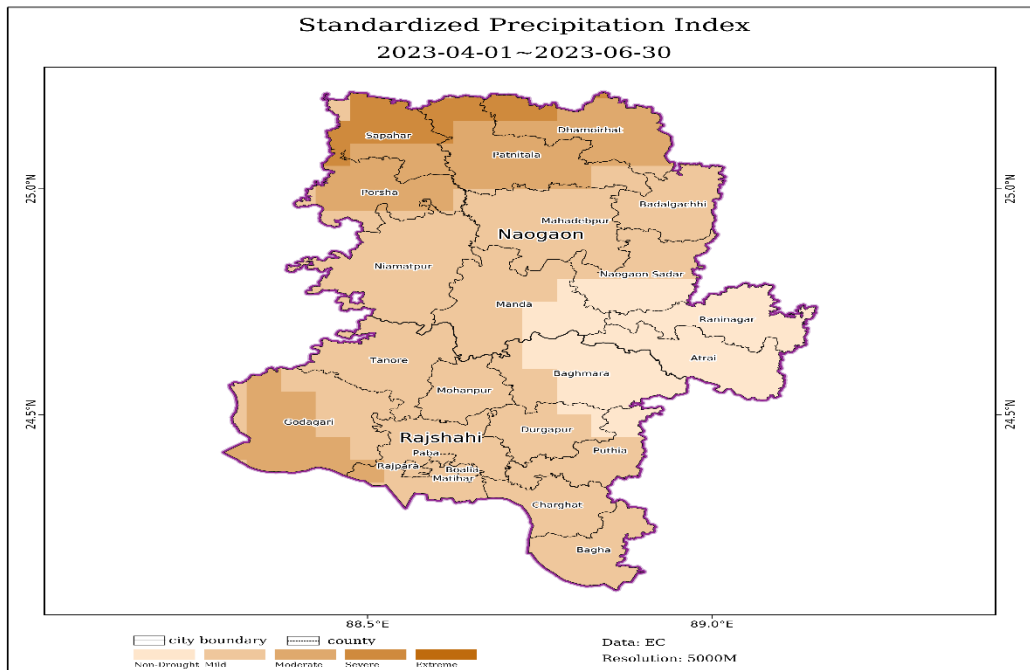 Standardized Precipitation Index
2023-04-01~2023-06-30
Sapahar
Dhamoirhat
Patnitala
25.0°N
25.0°N
Porsha
Badalgachhi
Mahadebpur
Naogaon
Niamatpur
Naogaon Sadar
Manda
Raninagar
Tanore
Atrai
Baghmara
Mohanpur
24.5°N
24.5°N
Godagari
Durgapur
Rajshahi
Puthia
Paba
Rajpara
Boalia
Matihar
Charghat
Bagha
88.5°E
89.0°E
city boundary
county
Data: EC
Non-Drought Mild Moderate Severe Extreme
Resolution: 5000M